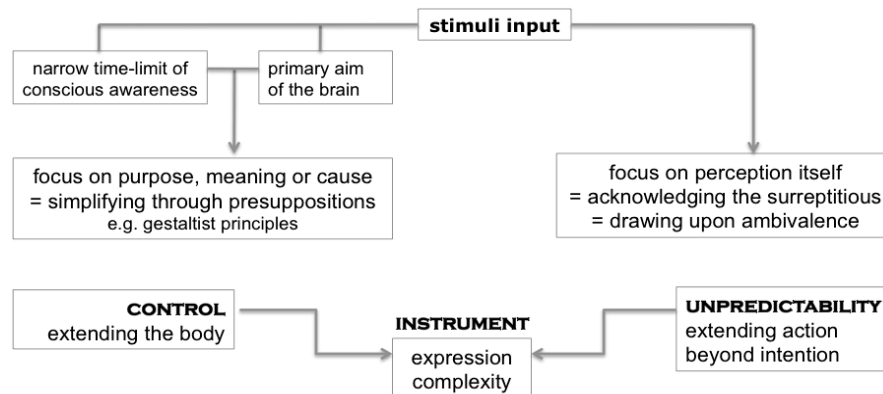 stimuli input
narrow time-limit of
conscious awareness
primary aim
of the brain
focus on purpose, meaning or cause
= simplifying through presuppositions
e.g. gestaltist principles
focus on perception itself
= acknowledging the surreptitious
= drawing upon ambivalence
CONTROL
extending the body
INSTRUMENT
expression
complexity
UNPREDICTABILITY
extending action
beyond intention